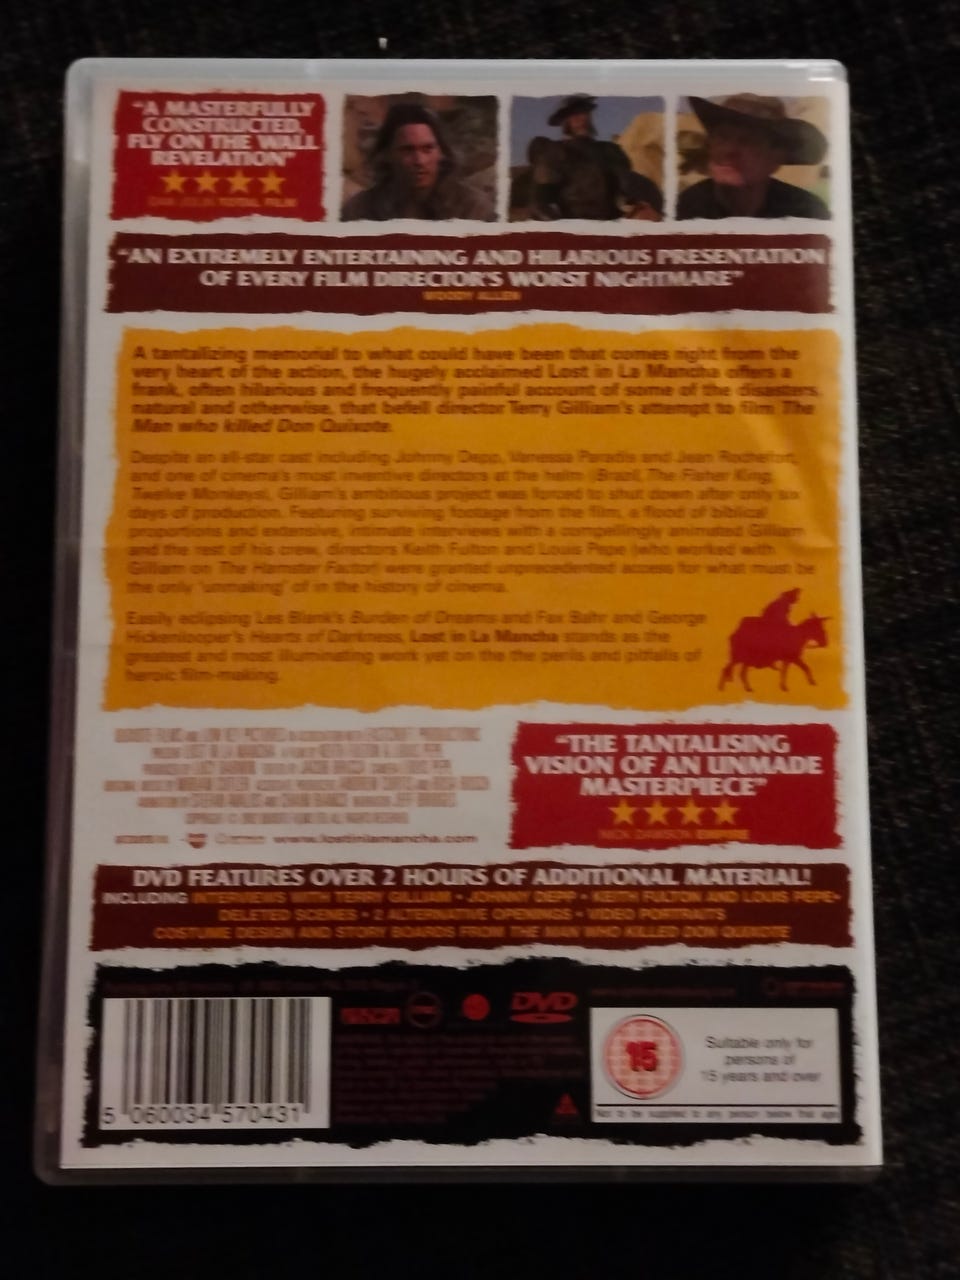 "A MASTERFULLY
CONSTRUCTED,
FLY ON THE WALL
REVELATION"
DAN JOLIN TOTAL FILM
"AN EXTREMELY ENTERTAINING AND HILARIOUS PRESENTATION
OF EVERY FILM DIRECTOR'S WORST NIGHTMARE"
WOODY ALLEN
A tantalizing memorial to what could have been that comes right from the
very heart of the action, the hugely acclaimed Lost in La Mancha offers a
frank, often hilarious and frequently painful account of some of the disasters,
natural and otherwise, that befell director Terry Gilliam's attempt to film The
Man who killed Don Quixote.
Despite an all-star cast including Johnny Depp, Vanessa Paradis and Jean Rochefort,
and one of cinema's most inventive directors at the helm (Brazil, The Fisher King,
Twelve Monkeys), Gilliam's ambitious project was forced to shut down after only six
days of production. Featuring surviving footage from the film, a flood of biblical
proportions and extensive, intimate interviews with a compellingly animated Gilliam
and the rest of his crew, directors Keith Fulton and Louis Pepe (who worked with
Gilliam on The Hamster Factor) were granted unprecedented access for what must be
the only 'unmaking' of in the history of cinema.
Easily eclipsing Les Blank's Burden of Dreams and Fax Bahr and George
Hickenlooper's Hearts of Darkness, Lost in La Mancha stands as the
greatest and most illuminating work yet on the the perils and pitfalls of
heroic film-making.
"THE TANTALISING
VISION OF AN UNMADE
MASTERPIECE"
NICK DAWSON EMPIRE
www.lostinlamancha.com
DVD FEATURES OVER 2 HOURS OF ADDITIONAL MATERIAL!
INCLUDING INTERVIEWS WITH TERRY GILLIAM • JOHNNY DEPP • KEITH FULTON AND LOUIS PEPE•
DELETED SCENES • 2 ALTERNATIVE OPENINGS • VIDEO PORTRAITS
COSTUME DESIGN AND STORY BOARDS FROM THE MAN WHO KILLED DON QUIXOTE
DVD
15
Suitable only for
persons of
15 years and over
Not to be supplied to any person below that age
5 060034 570431